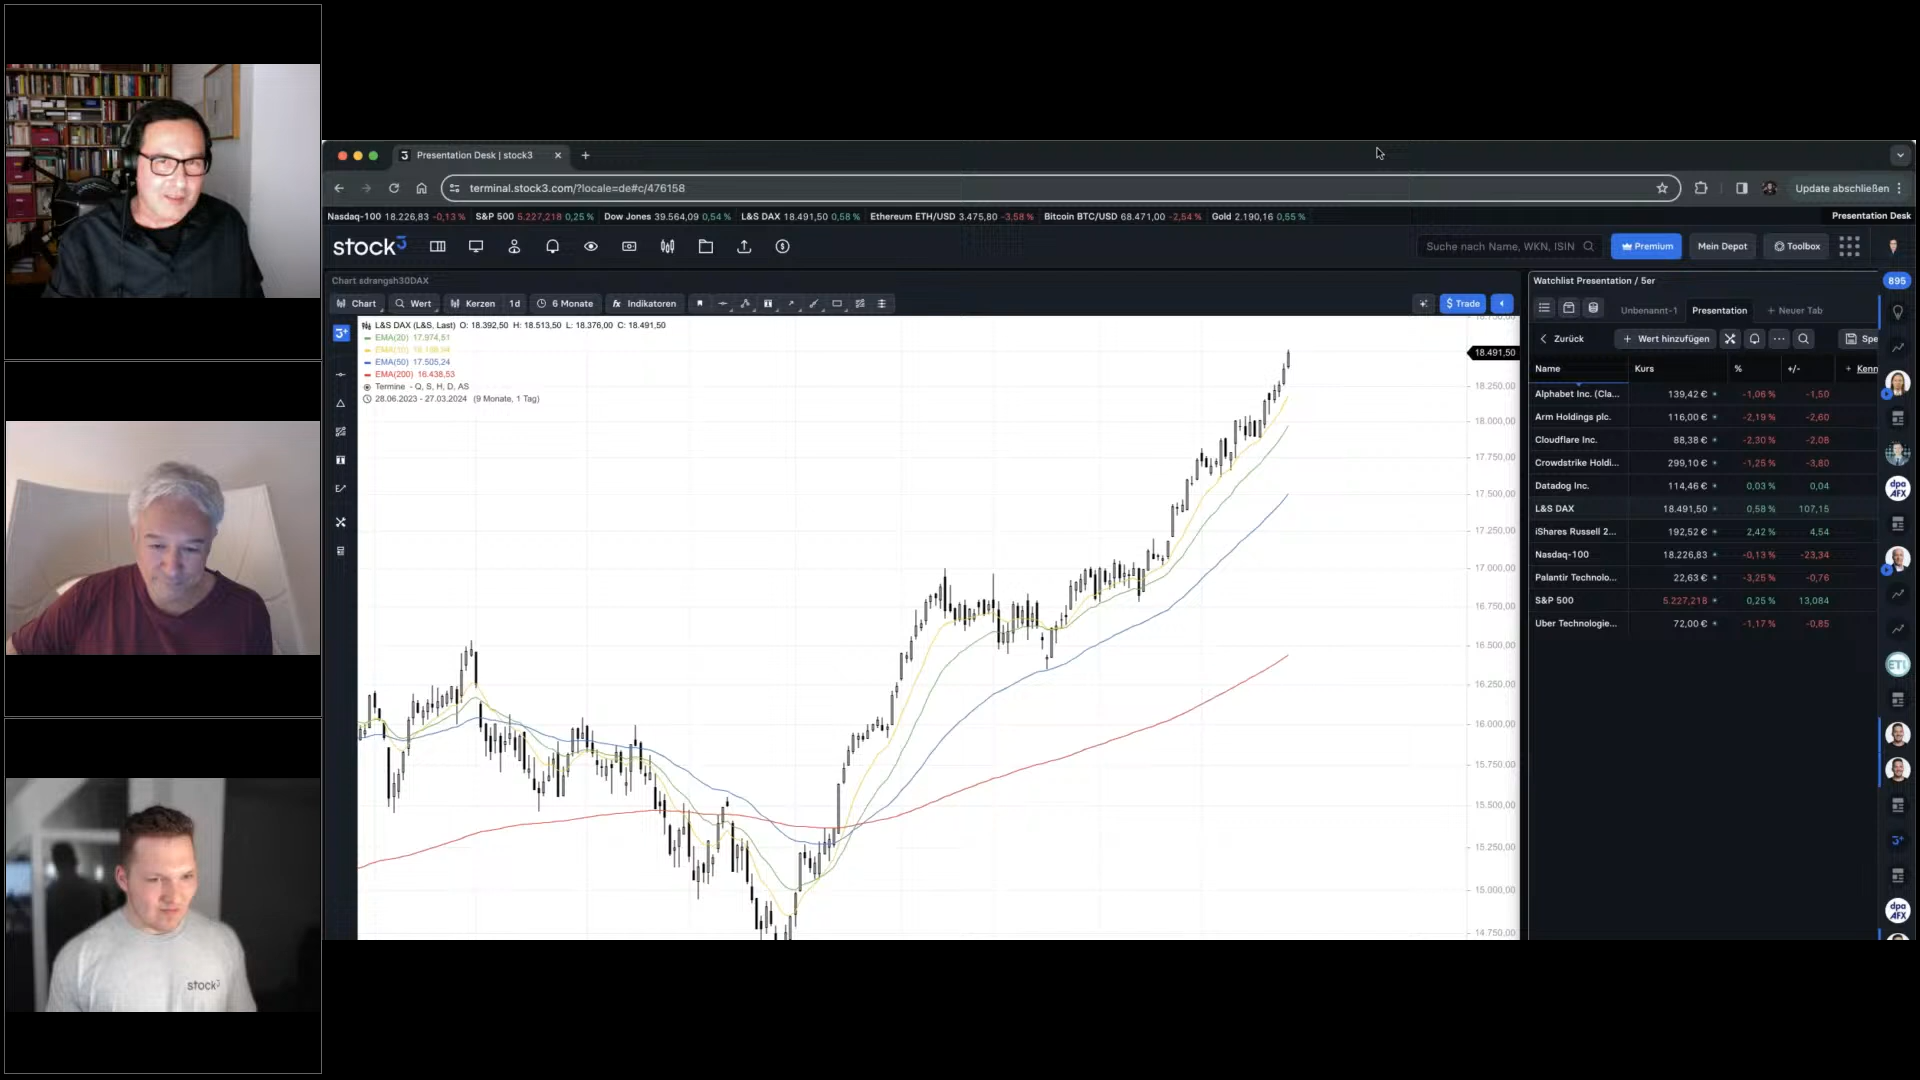 Presentation Desk | stock3
terminal.stock3.com/?locale=de#c/476158
Update abschließen
Nasdaq-100 18.226,83 -0,13 % S&P 500 5.227,218 0,25 % Dow Jones 39.564,09 0,54 % L&S DAX 18.491,50 0,58 % Ethereum ETH/USD 3.475,80 -3,58 % Bitcoin BTC/USD 68.471,00 -2,54 % Gold 2.190,16 0,55 %
Presentation Desk
stock3
Suche nach Name, WKN, ISIN
Premium
Mein Depot
Toolbox
Chart sdrangsh30DAX
Chart Wert Kerzen 1d 6 Monate fx Indikatoren
$ Trade
L&S DAX (L&S, Last) O: 18.392,50 H: 18.513,50 L: 18.376,00 C: 18.491,50
EMA(20) 17.974,51
EMA(50) 17.505,24
EMA(200) 16.438,53
Termine - Q, S, H, D, AS
28.06.2023 - 27.03.2024 (9 Monate, 1 Tag)
18.491,50
18.250,00
18.000,00
17.750,00
17.500,00
17.250,00
17.000,00
16.750,00
16.500,00
16.250,00
16.000,00
15.750,00
15.500,00
15.250,00
15.000,00
14.750,00
Watchlist Presentation / 5er
895
Unbenannt-1 Presentation + Neuer Tab
Zurück
+ Wert hinzufügen
Spe
Name Kurs % +/- + Kenn
Alphabet Inc. (Cla... 139,42 € -1,06 % -1,50
Arm Holdings plc. 116,00 € -2,19 % -2,60
Cloudflare Inc. 88,38 € -2,30 % -2,08
Crowdstrike Holdi... 299,10 € -1,25 % -3,80
Datadog Inc. 114,46 € 0,03 % 0,04
L&S DAX 18.491,50 0,58 % 107,15
iShares Russell 2... 192,52 € 2,42 % 4,54
Nasdaq-100 18.226,83 -0,13 % -23,34
Palantir Technolo... 22,63 € -3,25 % -0,76
S&P 500 5.227,218 0,25 % 13,084
Uber Technologie... 72,00 € -1,17 % -0,85
dpa
AFX
ETI
3+
dpa
AFX
3+
stock3